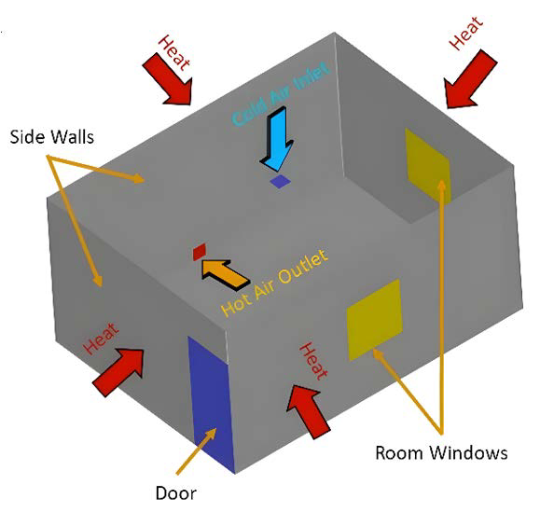 Heat
Heat
Cold Air Inlet
Side Walls
Hot Air Outlet
Heat
Heat
Room Windows
Door